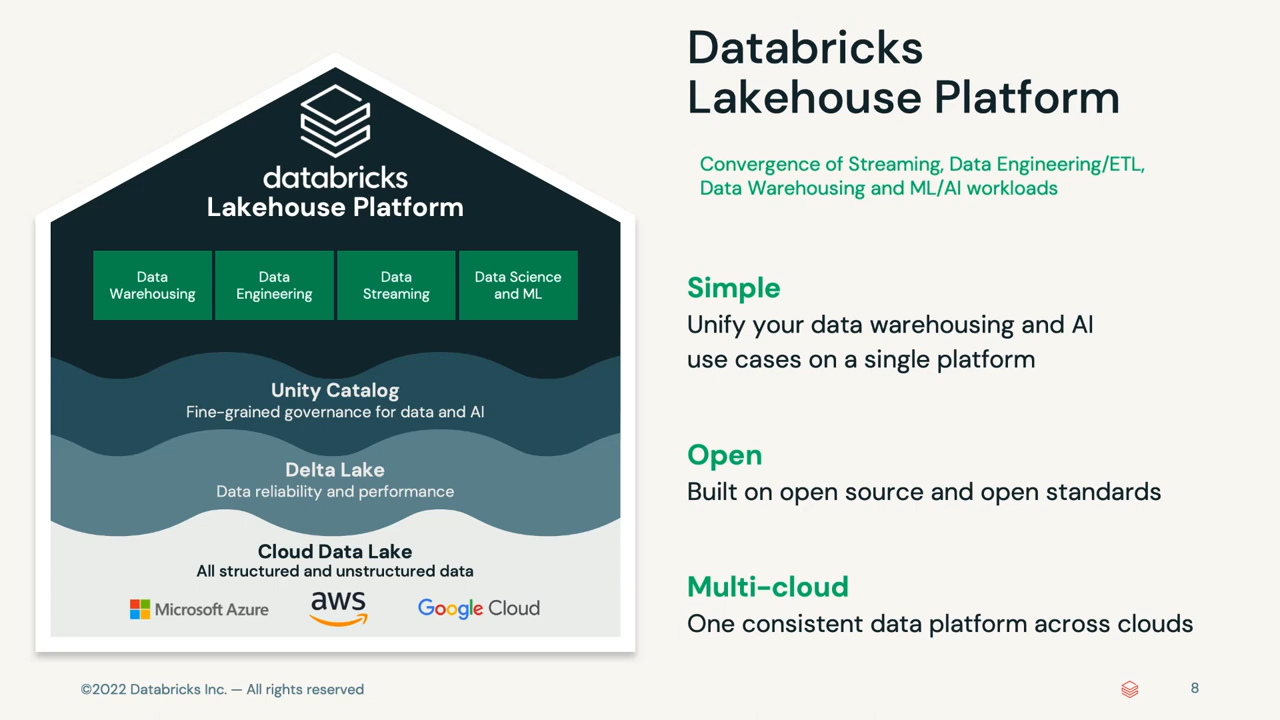 databricks
Lakehouse Platform
Data
Warehousing
Data
Engineering
Data
Streaming
Data Science
and ML
Unity Catalog
Fine-grained governance for data and AI
Delta Lake
Data reliability and performance
Cloud Data Lake
All structured and unstructured data
Microsoft Azure
aws
Google Cloud
Databricks
Lakehouse Platform
Convergence of Streaming, Data Engineering/ETL,
Data Warehousing and ML/AI workloads
Simple
Unify your data warehousing and AI
use cases on a single platform
Open
Built on open source and open standards
Multi-cloud
One consistent data platform across clouds
©2022 Databricks Inc. — All rights reserved
8